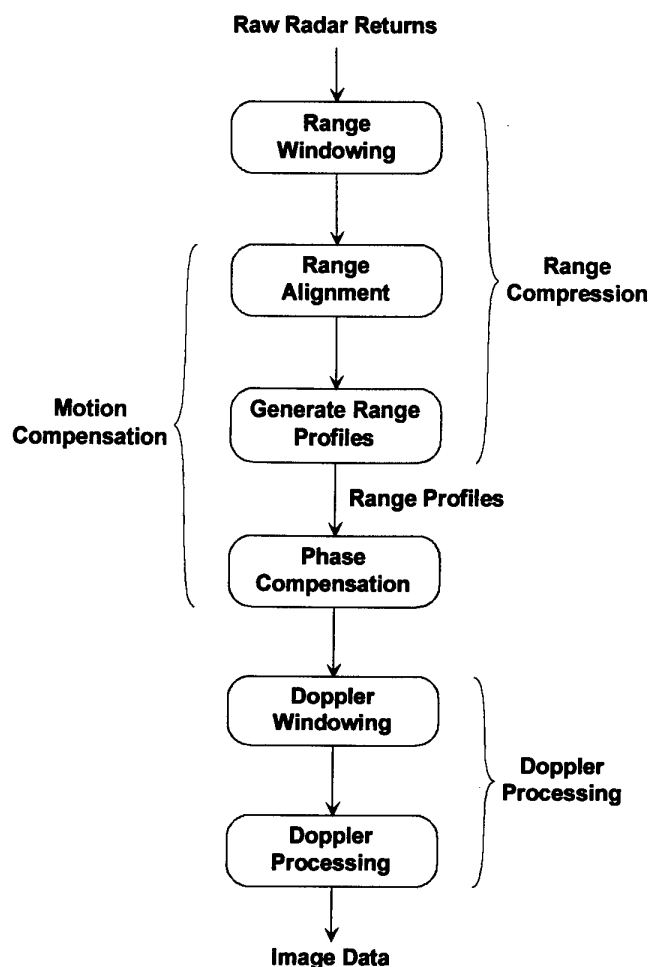 Raw Radar Returns
Range
Windowing
Range
Alignment
Range
Compression
Motion
Compensation
Generate Range
Profiles
Range Profiles
Phase
Compensation
Doppler
Windowing
Doppler
Processing
Doppler
Processing
Image Data